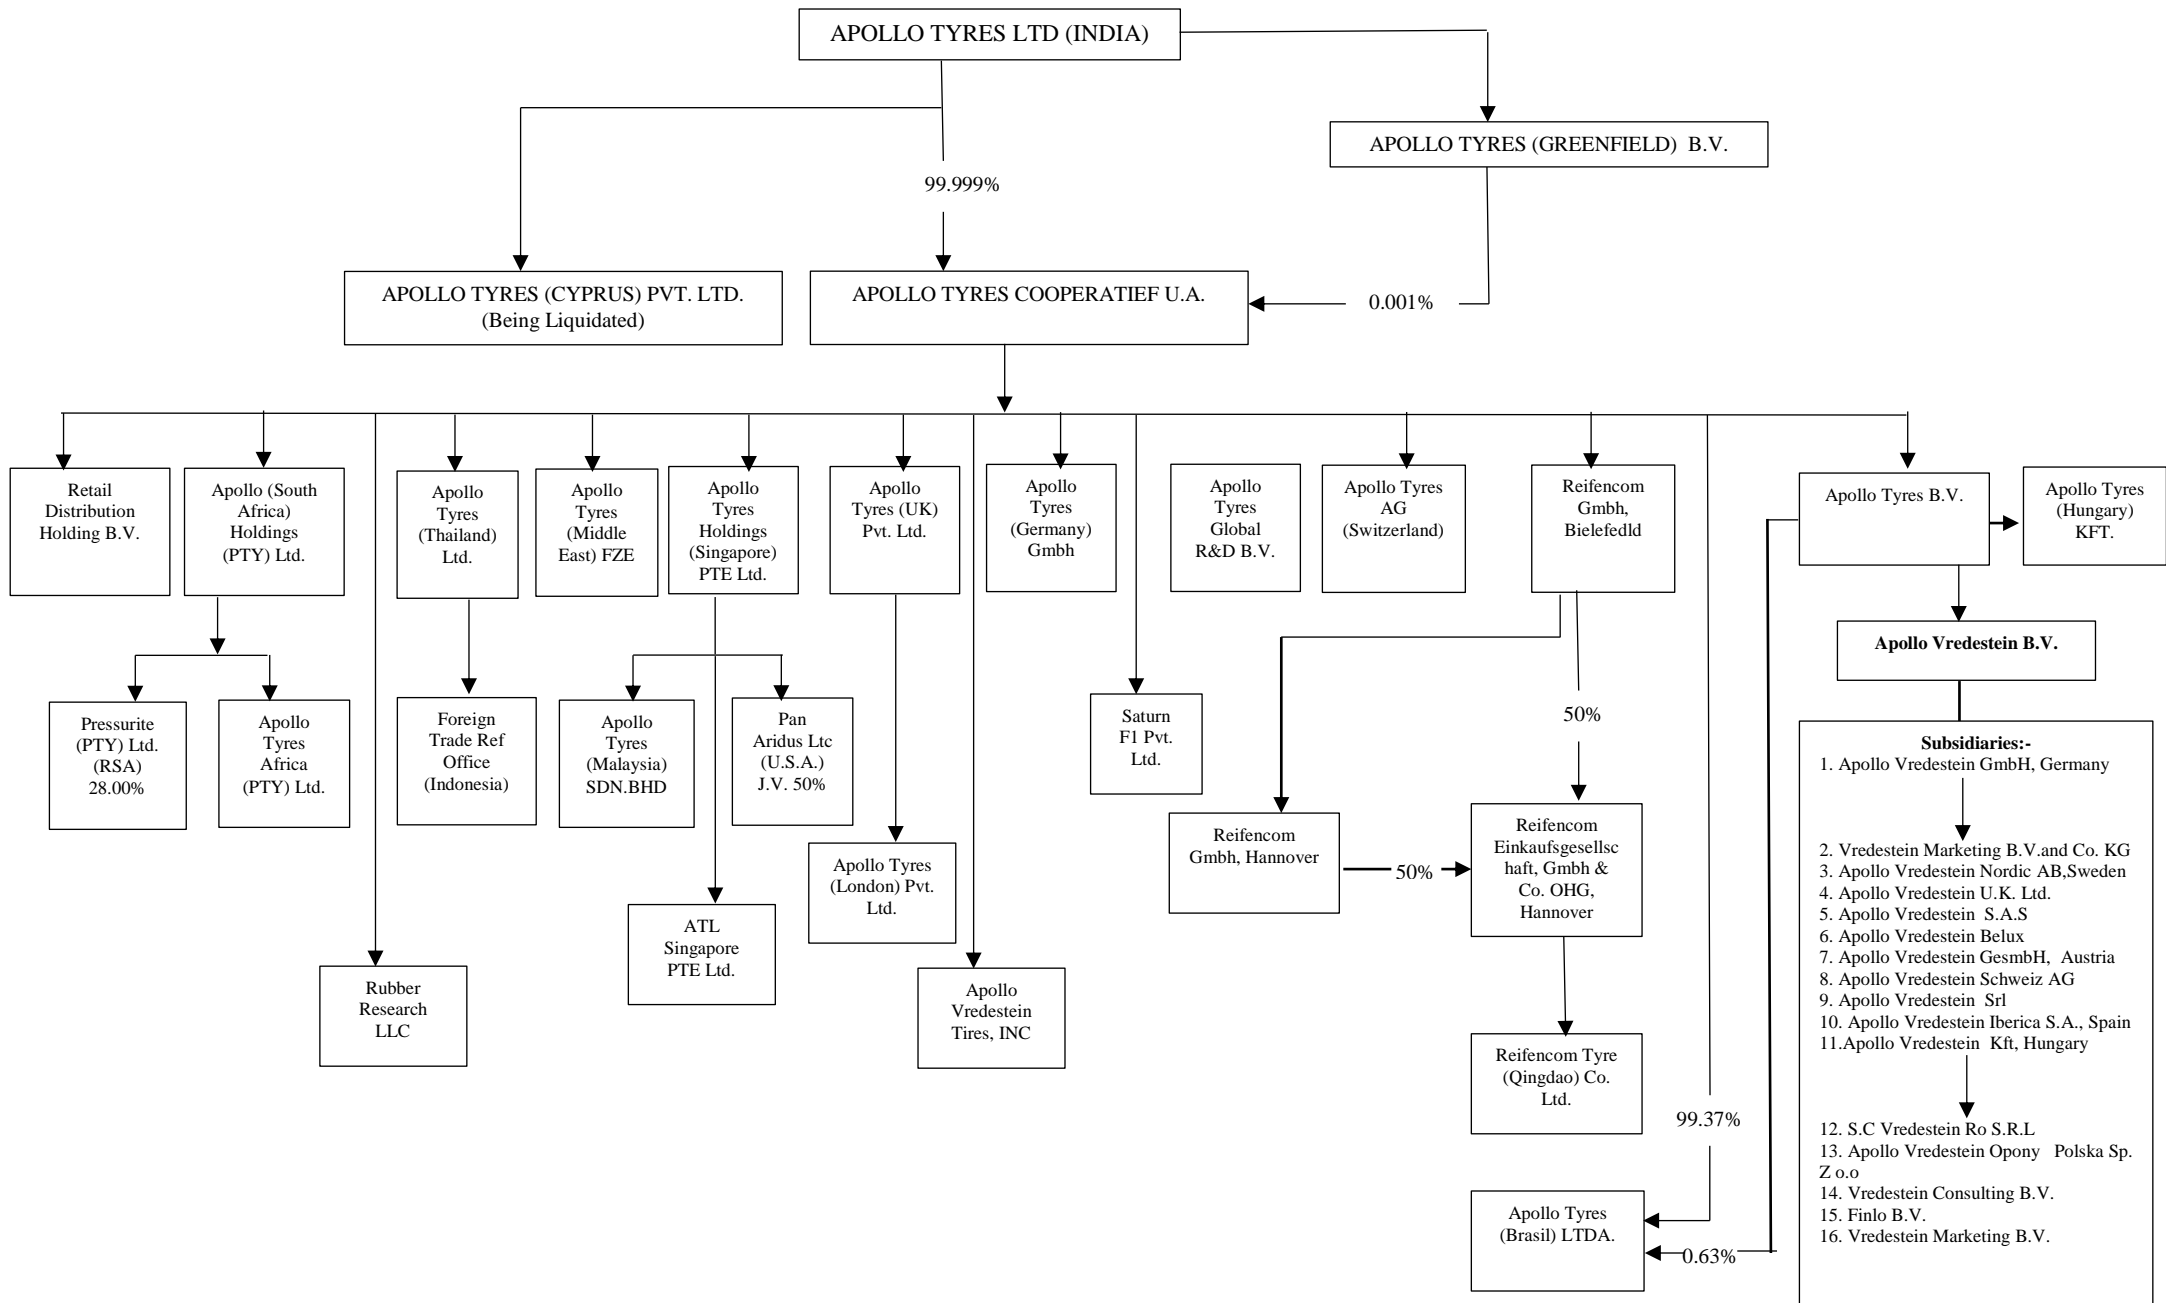 APOLLO TYRES LTD (INDIA)
APOLLO TYRES (GREENFIELD) B.V.
99.999%
APOLLO TYRES (CYPRUS) PVT. LTD.
(Being Liquidated)
APOLLO TYRES COOPERATIEF U.A.
0.001%
Retail
Distribution
Holding B.V.
Apollo (South
Africa)
Holdings
(PTY) Ltd.
Apollo
Tyres
(Thailand)
Ltd.
Apollo
Tyres
(Middle
East) FZE
Apollo
Tyres
Holdings
(Singapore)
PTE Ltd.
Apollo
Tyres (UK)
Pvt. Ltd.
Apollo
Tyres
(Germany)
Gmbh
Apollo
Tyres
Global
R&D B.V.
Apollo Tyres
AG
(Switzerland)
Reifencom
Gmbh,
Bielefedld
Apollo Tyres B.V.
Apollo Tyres
(Hungary)
KFT.
Apollo Vredestein B.V.
Pressurite
(PTY) Ltd.
(RSA)
28.00%
Apollo
Tyres
Africa
(PTY) Ltd.
Foreign
Trade Ref
Office
(Indonesia)
Apollo
Tyres
(Malaysia)
SDN.BHD
Pan
Aridus Ltc
(U.S.A.)
J.V. 50%
Saturn
F1 Pvt.
Ltd.
50%
Reifencom
Gmbh, Hannover
50%
Reifencom
Einkaufsgesellsc
haft, Gmbh &
Co. OHG,
Hannover
Apollo Tyres
(London) Pvt.
Ltd.
ATL
Singapore
PTE Ltd.
Rubber
Research
LLC
Apollo
Vredestein
Tires, INC
Reifencom Tyre
(Qingdao) Co.
Ltd.
99.37%
Apollo Tyres
(Brasil) LTDA.
0.63%
Subsidiaries:-
1. Apollo Vredestein GmbH, Germany
2. Vredestein Marketing B.V.and Co. KG
3. Apollo Vredestein Nordic AB,Sweden
4. Apollo Vredestein U.K. Ltd.
5. Apollo Vredestein S.A.S
6. Apollo Vredestein Belux
7. Apollo Vredestein GesmbH, Austria
8. Apollo Vredestein Schweiz AG
9. Apollo Vredestein Srl
10. Apollo Vredestein Iberica S.A., Spain
11.Apollo Vredestein Kft, Hungary
12. S.C Vredestein Ro S.R.L
13. Apollo Vredestein Opony Polska Sp.
Z o.o
14. Vredestein Consulting B.V.
15. Finlo B.V.
16. Vredestein Marketing B.V.